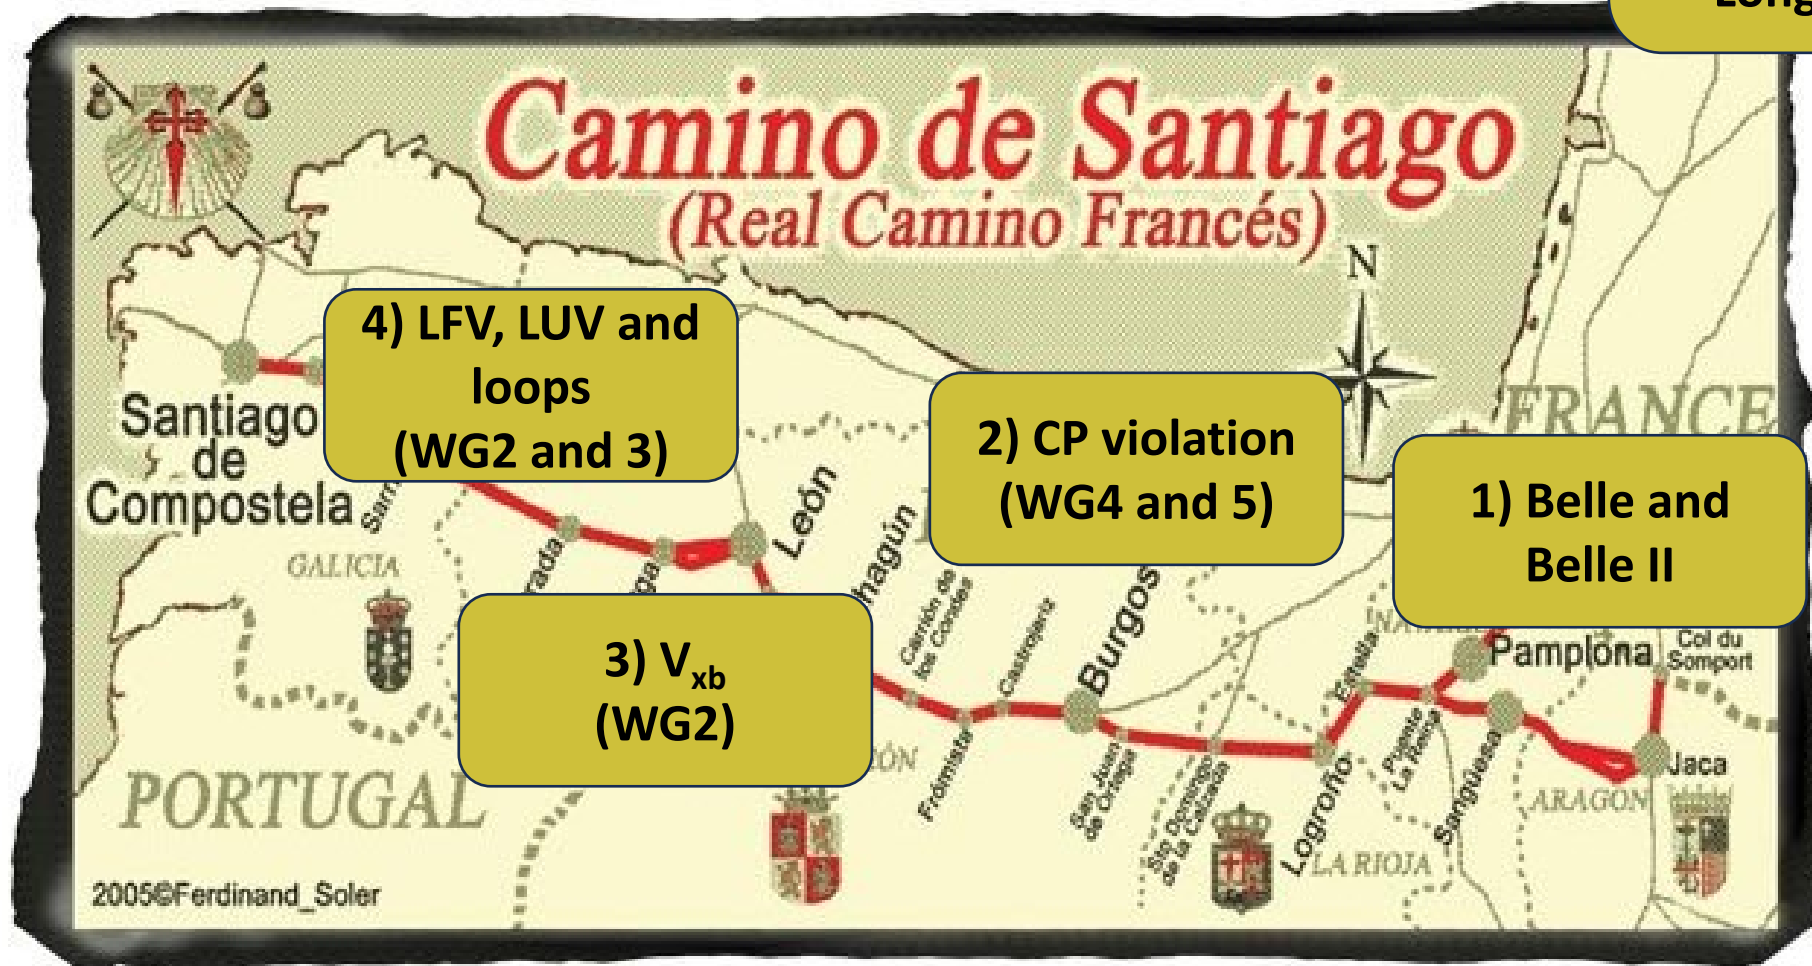 Long
Camino de Santiago
(Real Camino Francés)
N
4) LFV, LUV and
loops
(WG2 and 3)
2) CP violation
(WG4 and 5)
FRANCE
1) Belle and
Belle II
Santiago
de
Compostela
León
GALICIA
Burgos
Carrión de
los Condes
Castrojeriz
Estella
Pamplona
Col du
Somport
3) Vxb
(WG2)
Frómista
San Juan
de Ortega
Sto Domingo
de la Calzada
Logroño
Puente
La Reina
Sangüesa
Jaca
ARAGON
LA RIOJA
PORTUGAL
2005©Ferdinand_Soler